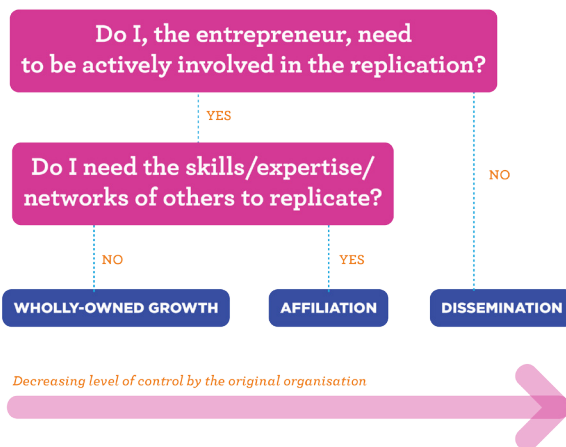 Do I, the entrepreneur, need
to be actively involved in the replication?
YES
Do I need the skills/expertise/
networks of others to replicate?
NO
NO
YES
WHOLLY-OWNED GROWTH
AFFILIATION
DISSEMINATION
Decreasing level of control by the original organisation